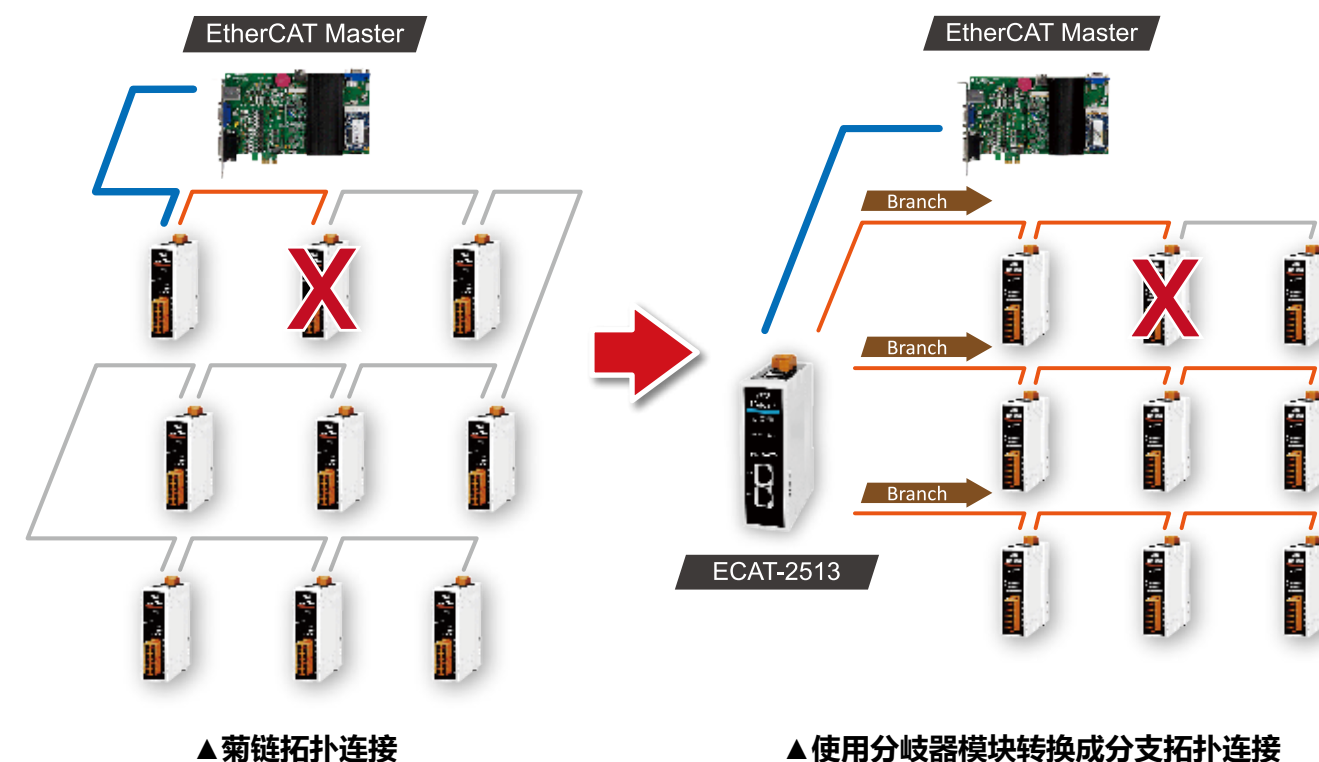 EtherCAT Master
EtherCAT Master
Branch
X
X
Branch
Branch
ECAT-2513
▲菊链拓扑连接
▲使用分岐器模块转换成分支拓扑连接